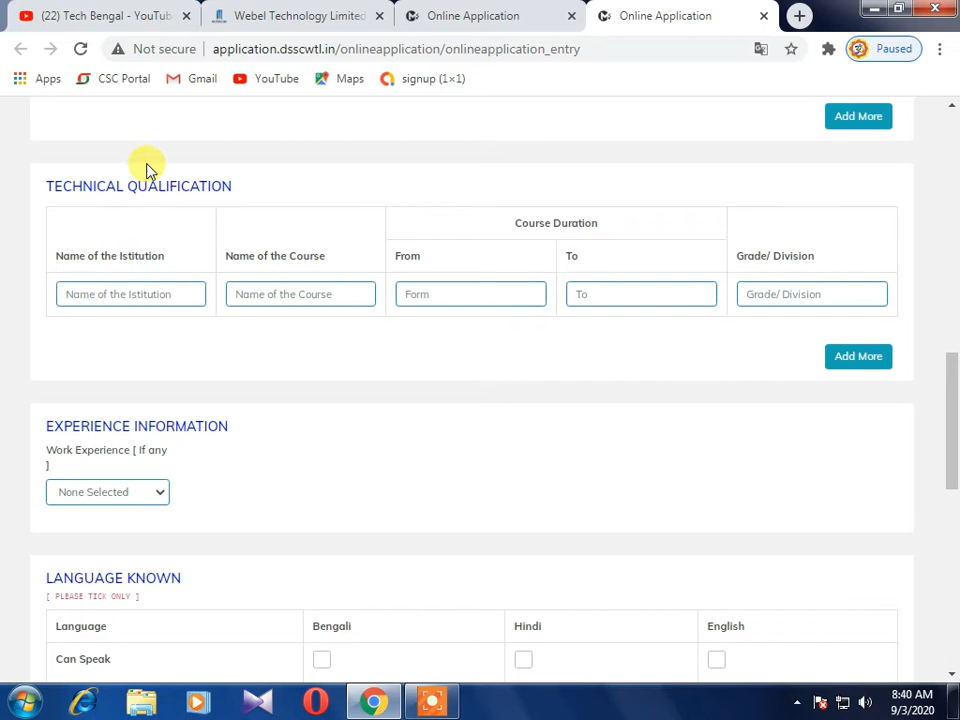 (22) Tech Bengal - YouTub
Webel Technology Limited
Online Application
Online Application
Not secure
application.dsscwtl.in/onlineapplication/onlineapplication_entry
Paused
Apps
CSC Portal
Gmail
YouTube
Maps
signup (1×1)
Add More
TECHNICAL QUALIFICATION
Course Duration
Name of the Istitution
Name of the Course
From
To
Grade/ Division
Name of the Istitution
Name of the Course
Form
To
Grade/ Division
Add More
EXPERIENCE INFORMATION
Work Experience [ If any
]
None Selected
LANGUAGE KNOWN
[ PLEASE TICK ONLY ]
Language
Bengali
Hindi
English
Can Speak
8:40 AM
9/3/2020